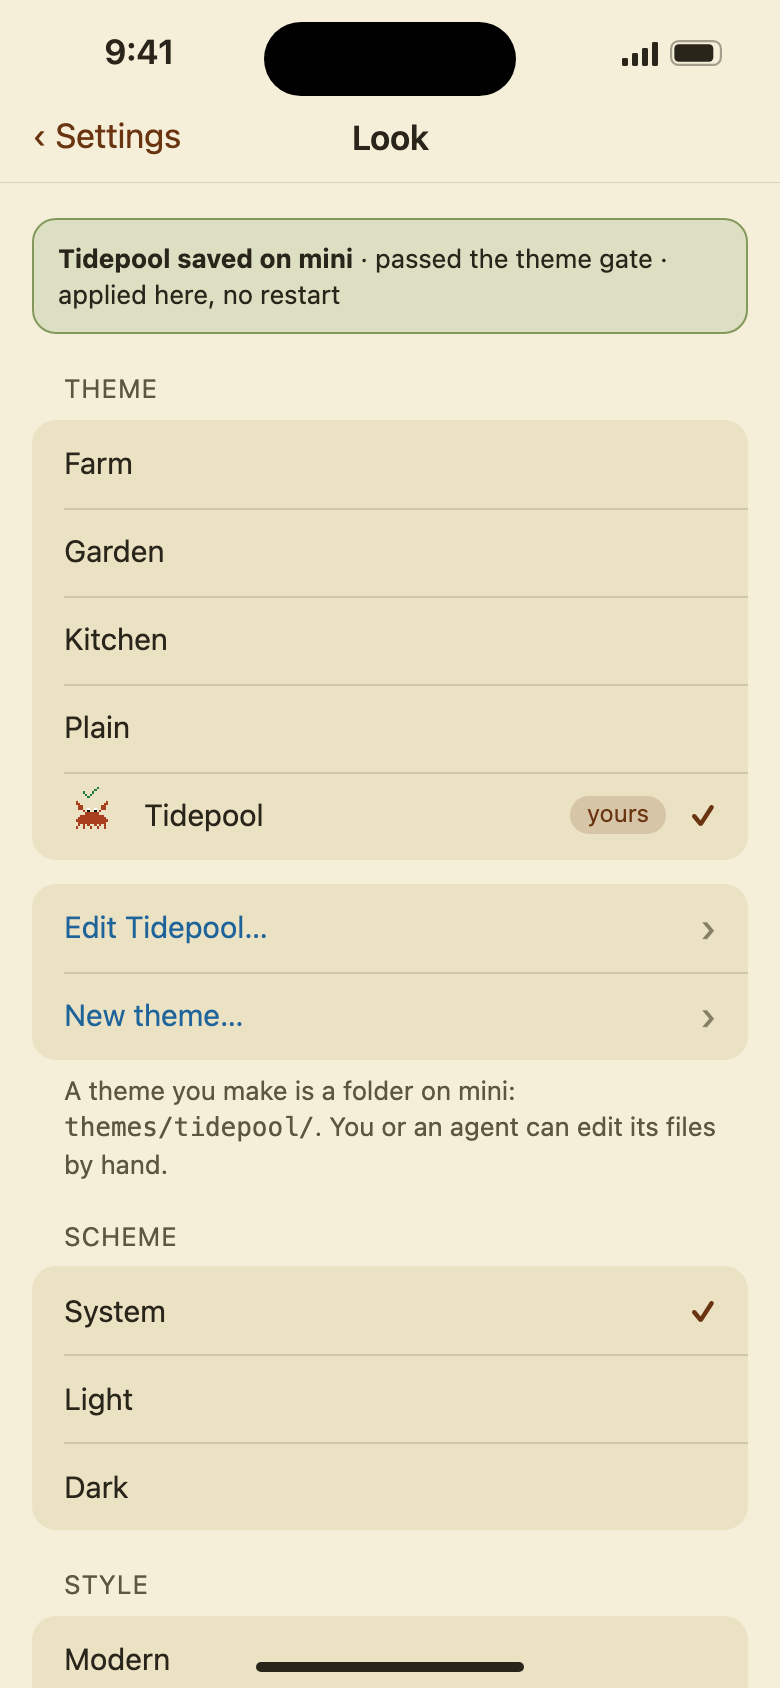 9:41
‹ Settings
Look
Tidepool saved on mini · passed the theme gate ·
applied here, no restart
THEME
Farm
Garden
Kitchen
Plain
Tidepool yours
Edit Tidepool...
New theme...
A theme you make is a folder on mini:
themes/tidepool/. You or an agent can edit its files
by hand.
SCHEME
System
Light
Dark
STYLE
Modern